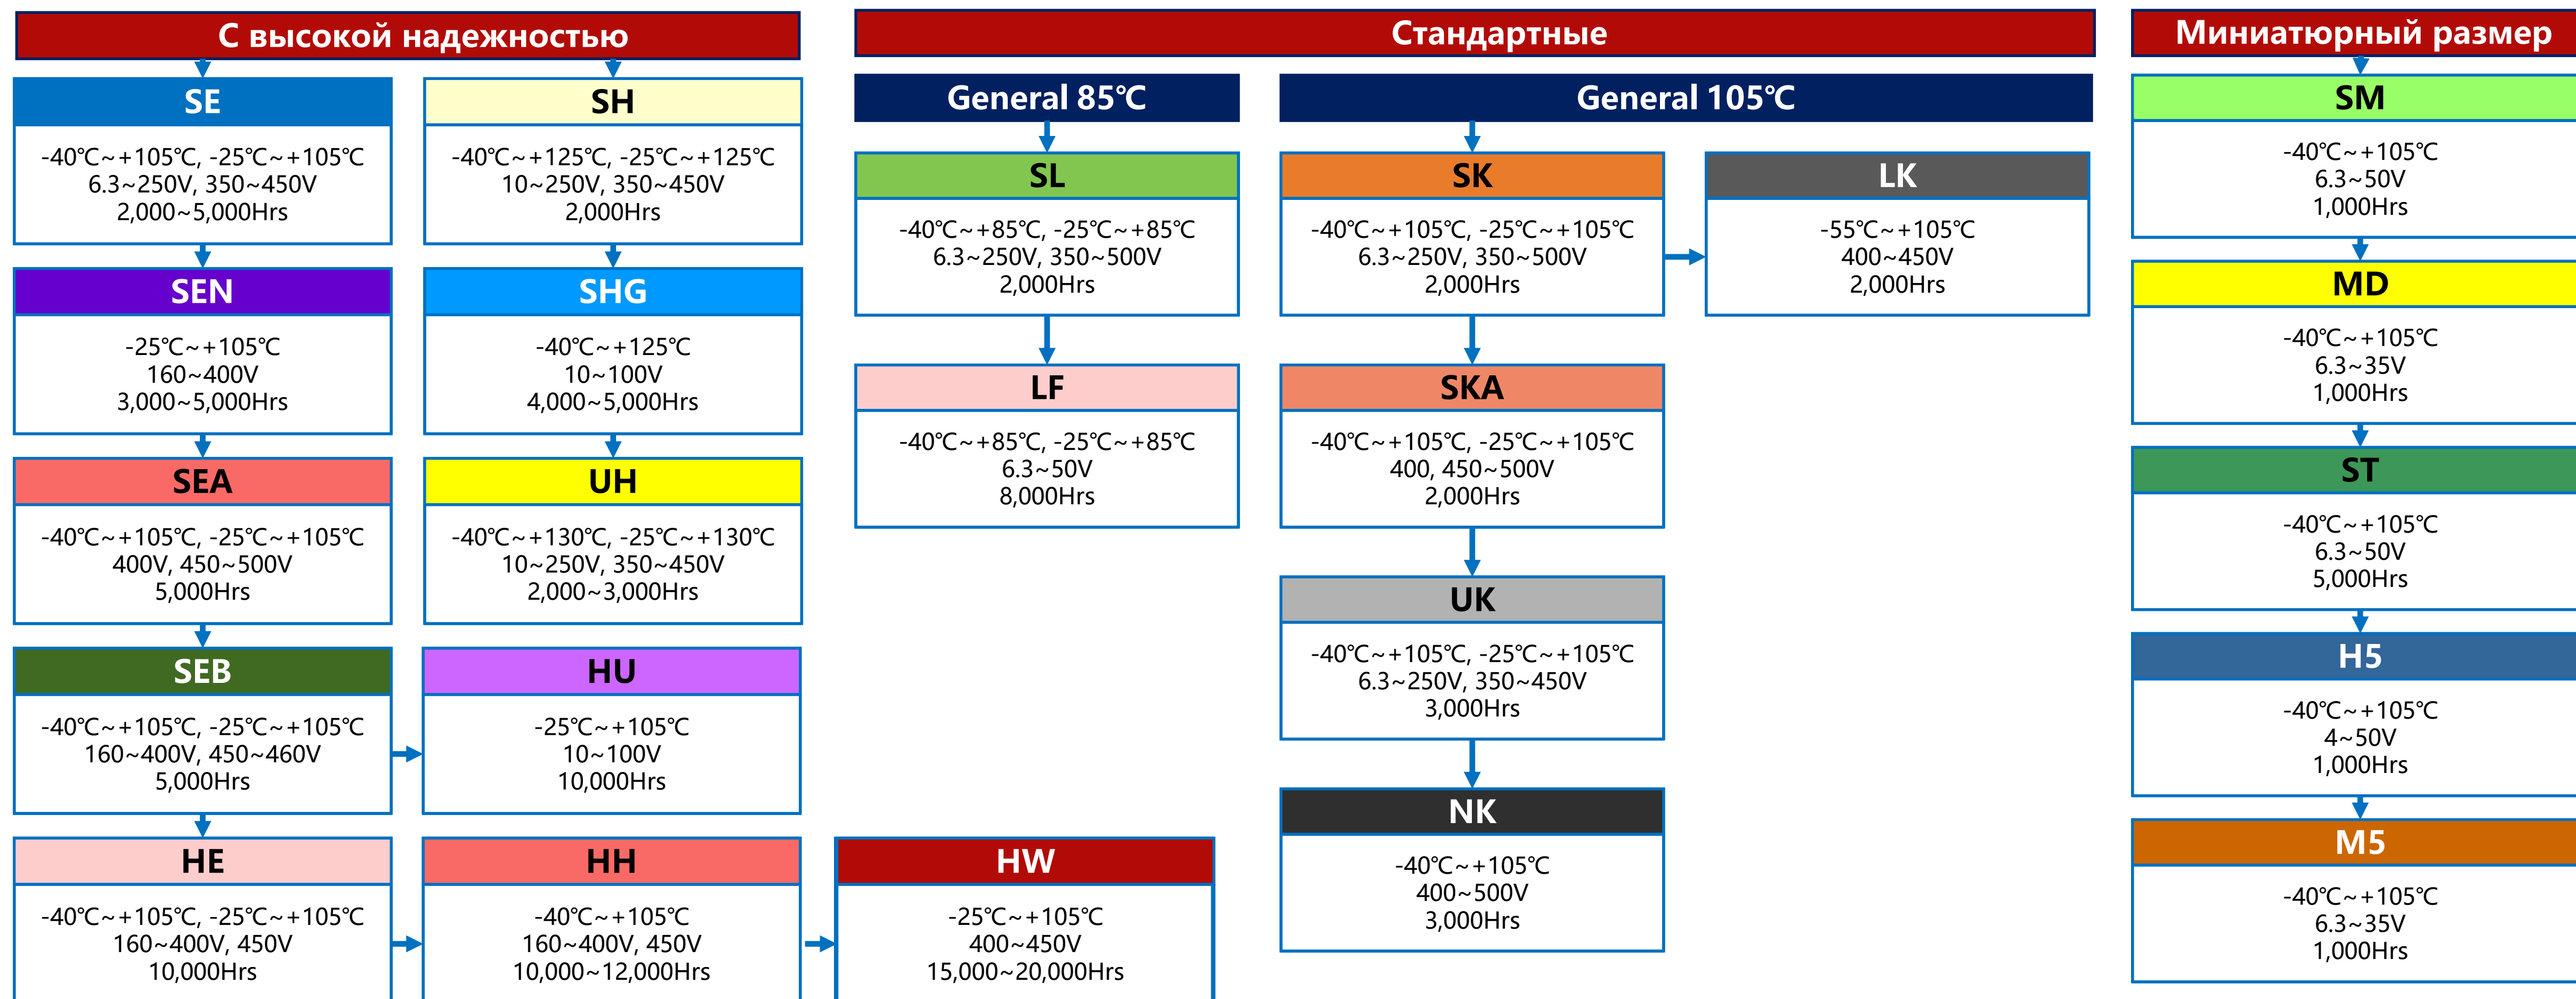 С высокой надежностью
SE
-40℃~+105℃, -25℃~+105℃
6.3~250V, 350~450V
2,000~5,000Hrs
SH
-40℃~+125℃, -25℃~+125℃
10~250V, 350~450V
2,000Hrs
SEN
-25℃~+105℃
160~400V
3,000~5,000Hrs
SHG
-40℃~+125℃
10~100V
4,000~5,000Hrs
SEA
-40℃~+105℃, -25℃~+105℃
400V, 450~500V
5,000Hrs
UH
-40℃~+130℃, -25℃~+130℃
10~250V, 350~450V
2,000~3,000Hrs
SEB
-40℃~+105℃, -25℃~+105℃
160~400V, 450~460V
5,000Hrs
HU
-25℃~+105℃
10~100V
10,000Hrs
HE
-40℃~+105℃, -25℃~+105℃
160~400V, 450V
10,000Hrs
HH
-40℃~+105℃
160~400V, 450V
10,000~12,000Hrs
HW
-25℃~+105℃
400~450V
15,000~20,000Hrs
Стандартные
General 85℃
SL
-40℃~+85℃, -25℃~+85℃
6.3~250V, 350~500V
2,000Hrs
LF
-40℃~+85℃, -25℃~+85℃
6.3~50V
8,000Hrs
General 105℃
SK
-40℃~+105℃, -25℃~+105℃
6.3~250V, 350~500V
2,000Hrs
LK
-55℃~+105℃
400~450V
2,000Hrs
SKA
-40℃~+105℃, -25℃~+105℃
400, 450~500V
2,000Hrs
UK
-40℃~+105℃, -25℃~+105℃
6.3~250V, 350~450V
3,000Hrs
NK
-40℃~+105℃
400~500V
3,000Hrs
Миниатюрный размер
SM
-40℃~+105℃
6.3~50V
1,000Hrs
MD
-40℃~+105℃
6.3~35V
1,000Hrs
ST
-40℃~+105℃
6.3~50V
5,000Hrs
H5
-40℃~+105℃
4~50V
1,000Hrs
M5
-40℃~+105℃
6.3~35V
1,000Hrs